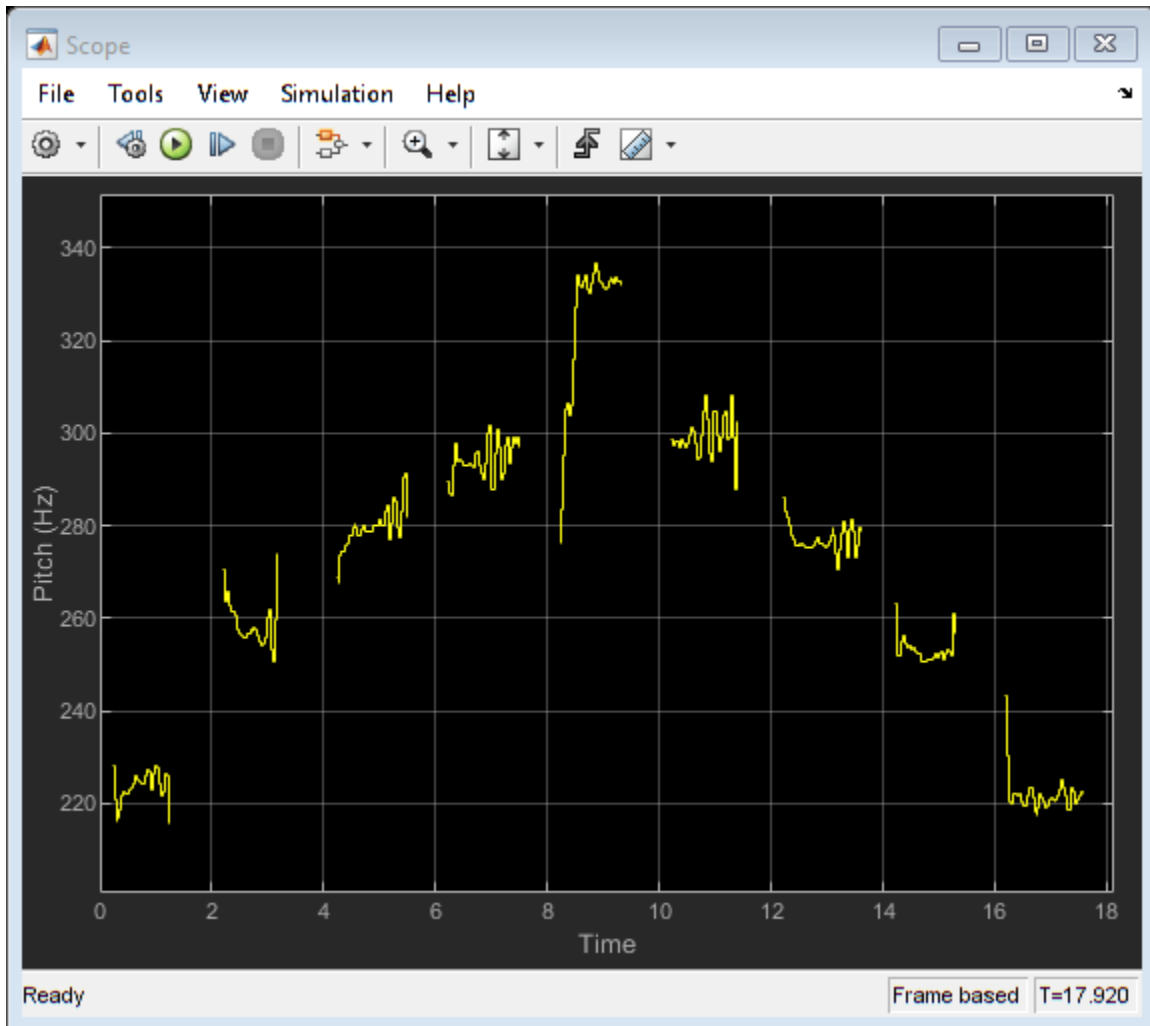 Scope
File Tools View Simulation Help
340
320
300
280
260
240
220
Pitch (Hz)
0 2 4 6 8 10 12 14 16 18
Time
Ready Frame based T=17.920